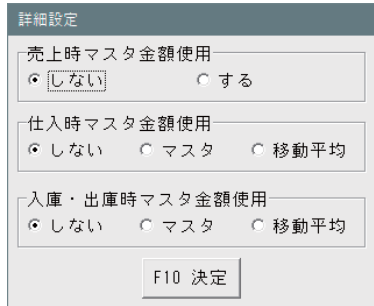 詳細設定
売上時マスタ金額使用
しない する
仕入時マスタ金額使用
しない マスタ 移動平均
入庫・出庫時マスタ金額使用
しない マスタ 移動平均
F10 決定